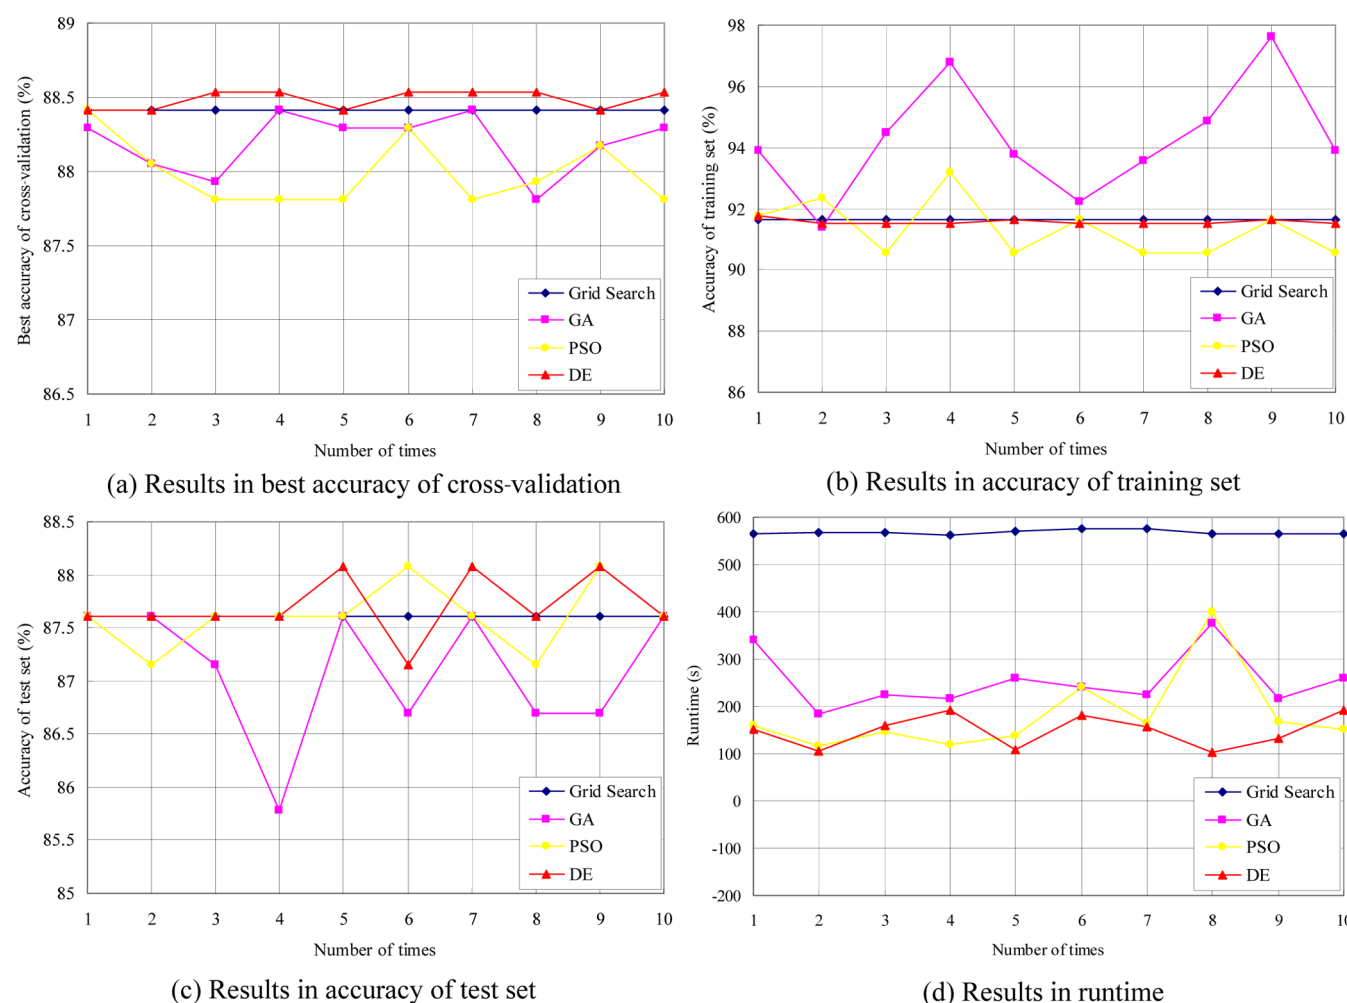 Best accuracy of cross-validation (%)
89
88.5
88
87.5
87
86.5
1 2 3 4 5 6 7 8 9 10
Number of times
Grid Search
GA
PSO
DE
(a) Results in best accuracy of cross-validation
Accuracy of training set (%)
98
96
94
92
90
88
86
1 2 3 4 5 6 7 8 9 10
Number of times
Grid Search
GA
PSO
DE
(b) Results in accuracy of training set
Accuracy of test set (%)
88.5
88
87.5
87
86.5
86
85.5
85
1 2 3 4 5 6 7 8 9 10
Number of times
Grid Search
GA
PSO
DE
(c) Results in accuracy of test set
Runtime (s)
600
500
400
300
200
100
0
-100
-200
1 2 3 4 5 6 7 8 9 10
Number of times
Grid Search
GA
PSO
DE
(d) Results in runtime